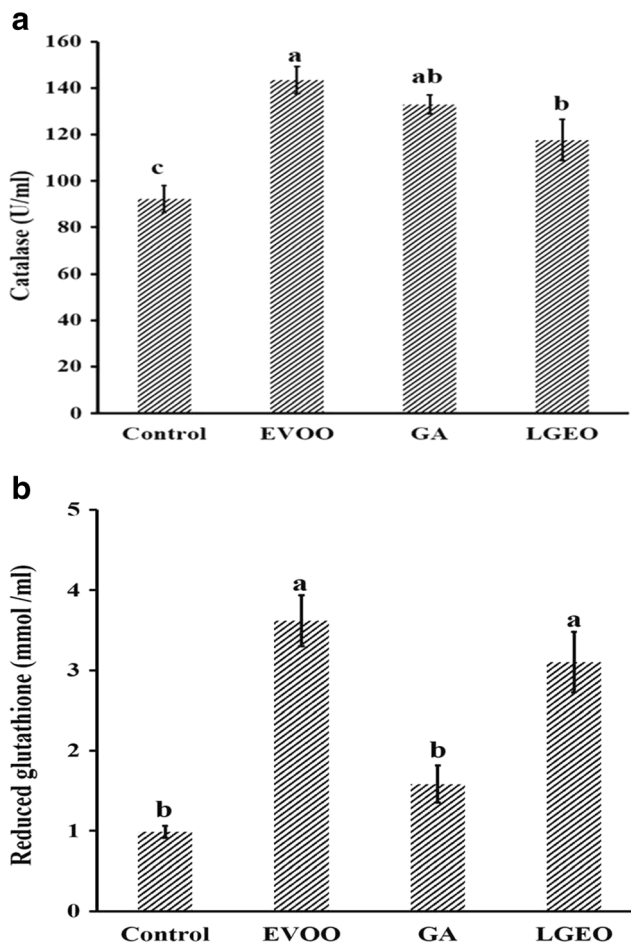 a
160
140
120
100
80
60
40
20
0
Catalase (U/ml)
c
a
ab
b
Control EVOO GA LGEO
b
5
4
3
2
1
0
Reduced glutathione (mmol /ml)
b
a
b
a
Control EVOO GA LGEO